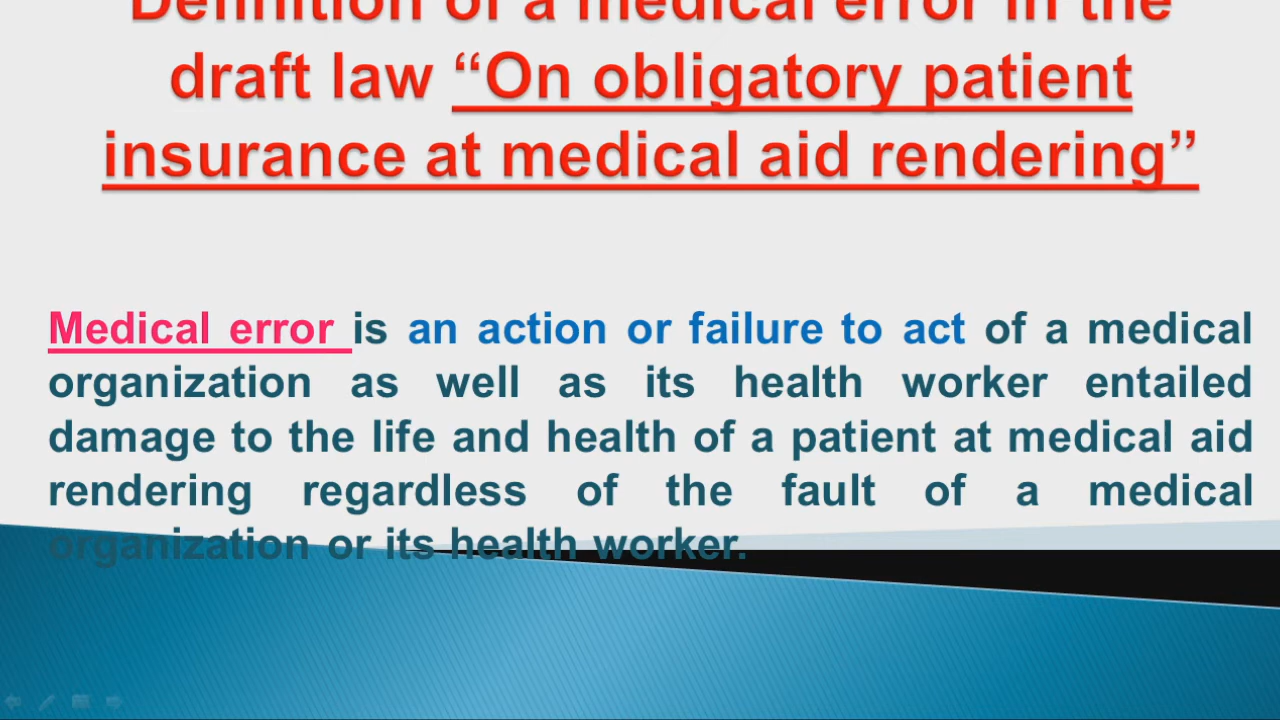 Definition of a medical error in the
draft law “On obligatory patient
insurance at medical aid rendering”
Medical error is an action or failure to act of a medical
organization as well as its health worker entailed
damage to the life and health of a patient at medical aid
rendering regardless of the fault of a medical
organization or its health worker.